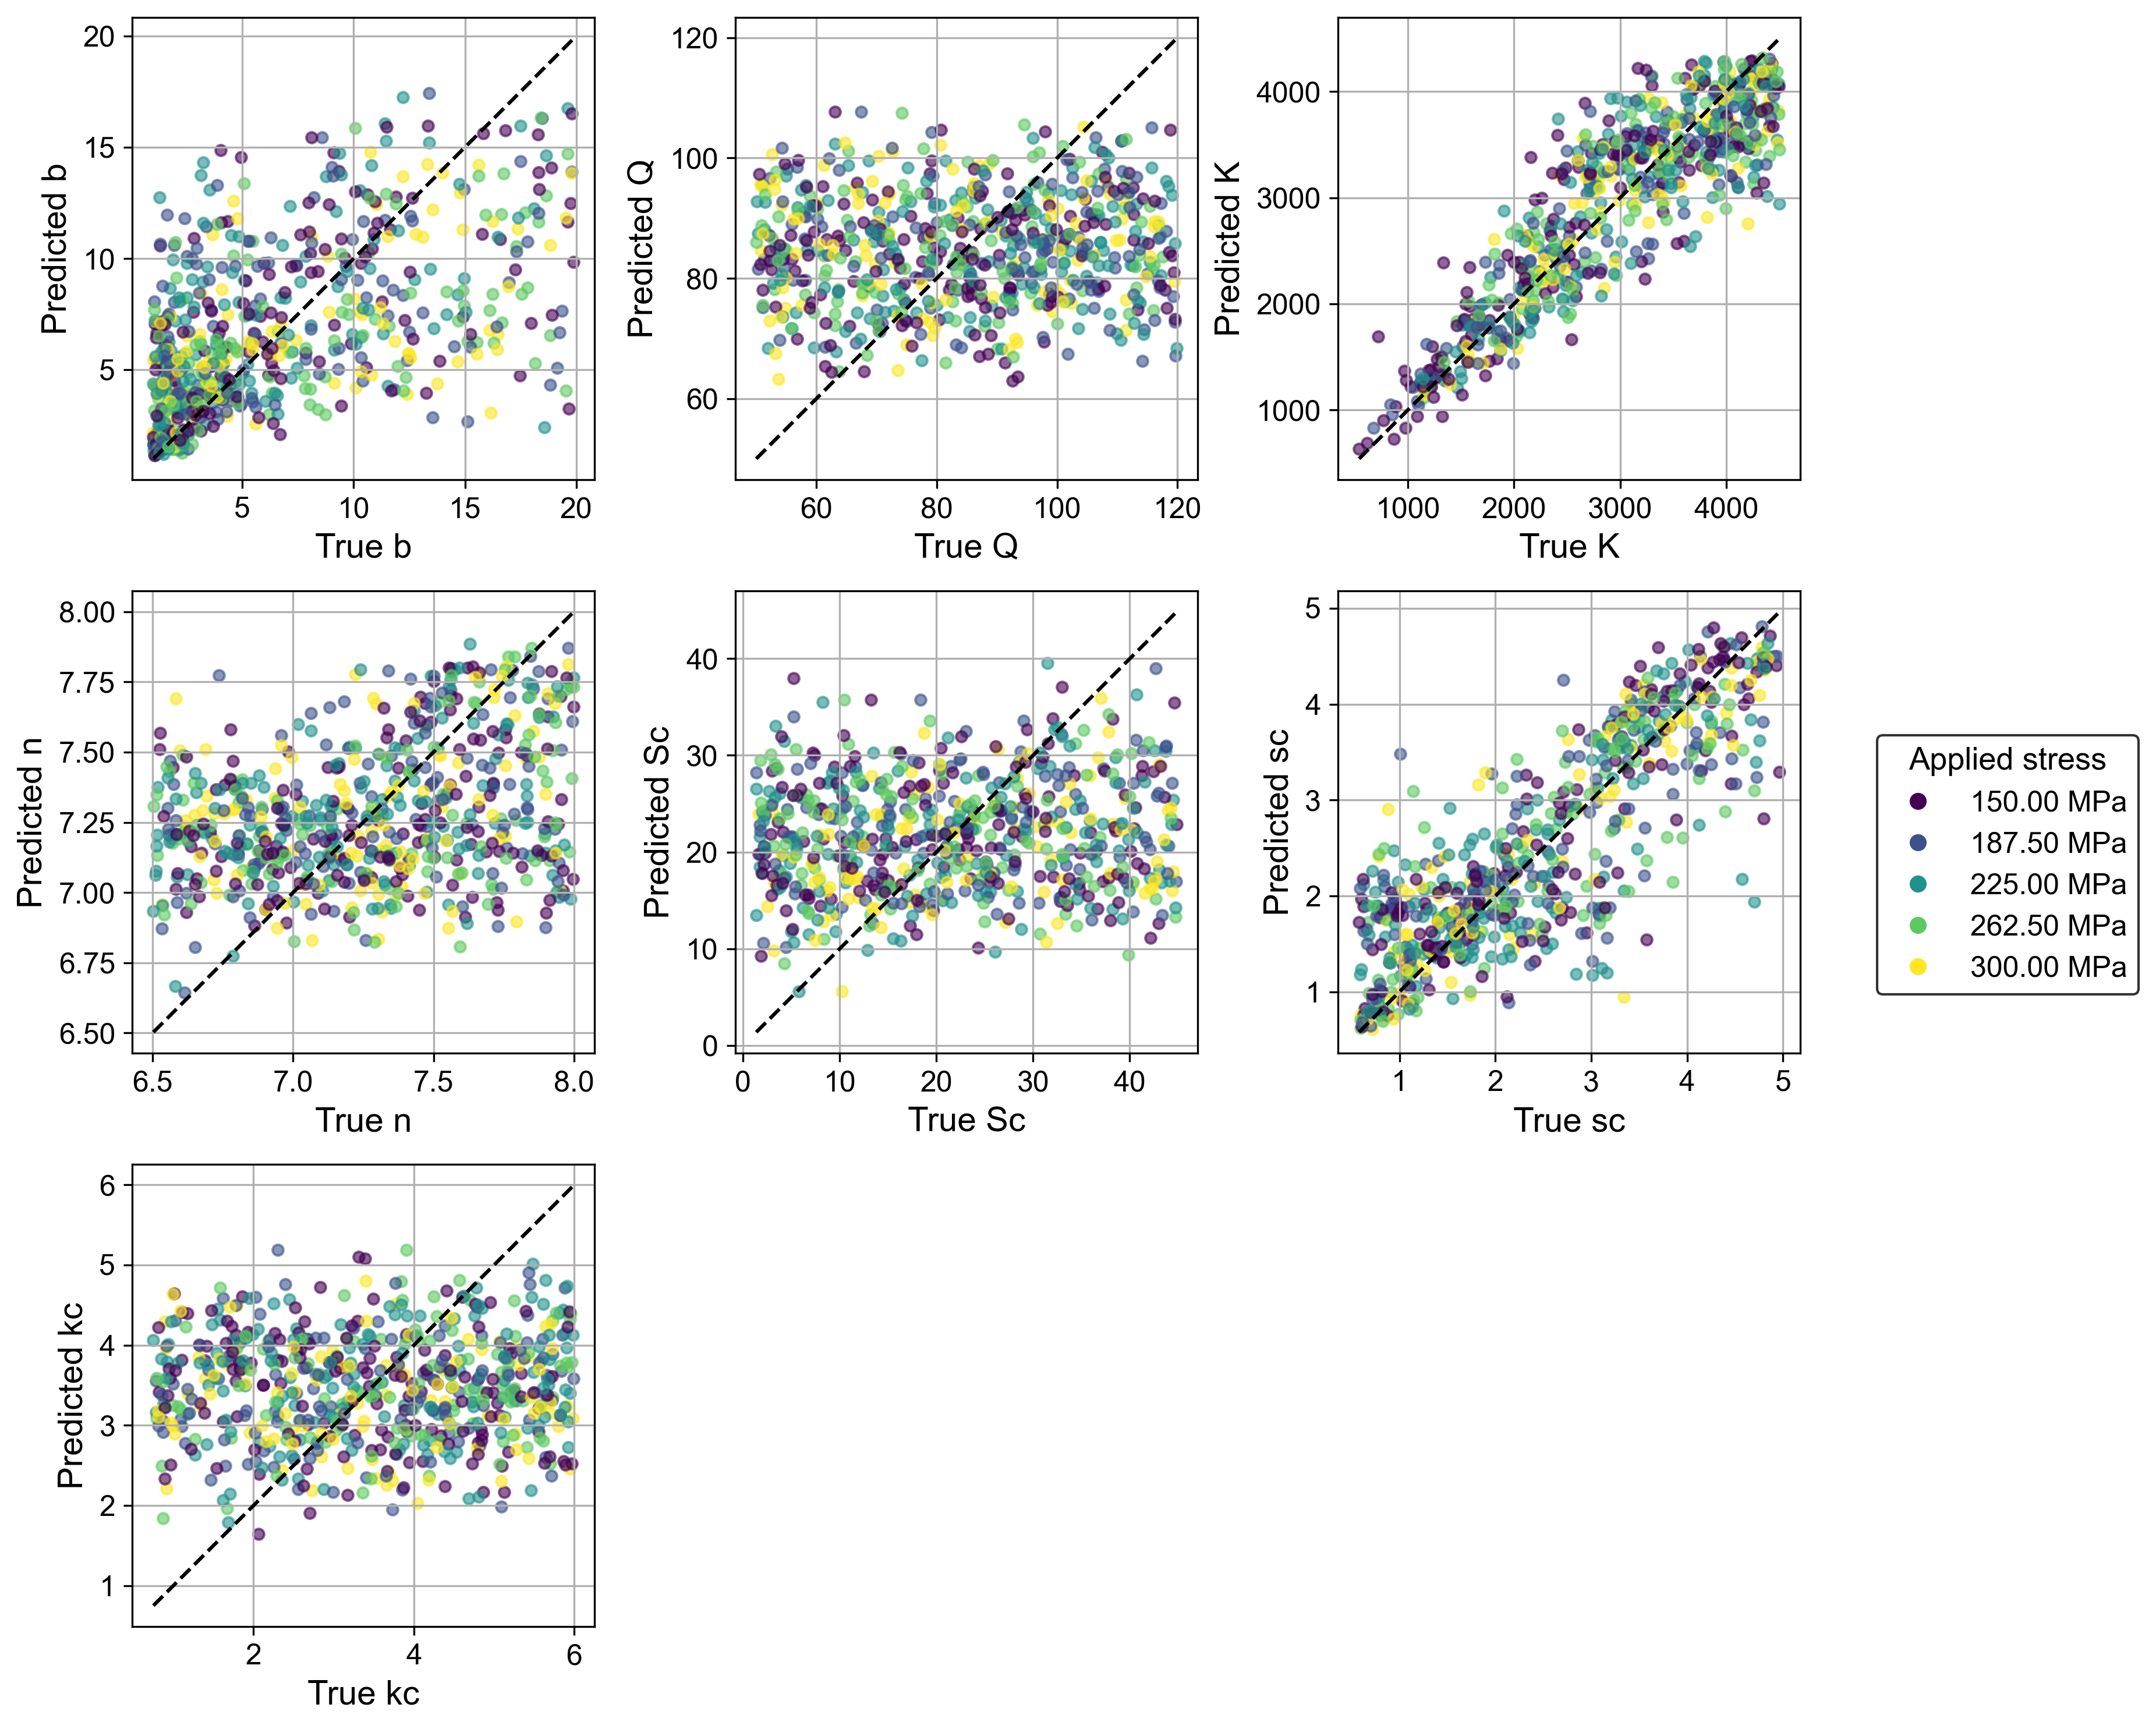 20
15
10
5
Predicted b
5 10 15 20
True b
120
100
80
60
Predicted Q
60 80 100 120
True Q
4000
3000
2000
1000
Predicted K
1000 2000 3000 4000
True K
8.00
7.75
7.50
7.25
7.00
6.75
6.50
Predicted n
6.5 7.0 7.5 8.0
True n
40
30
20
10
0
Predicted Sc
0 10 20 30 40
True Sc
5
4
3
2
1
Predicted sc
1 2 3 4 5
True sc
Applied stress
150.00 MPa
187.50 MPa
225.00 MPa
262.50 MPa
300.00 MPa
6
5
4
3
2
1
Predicted kc
2 4 6
True kc